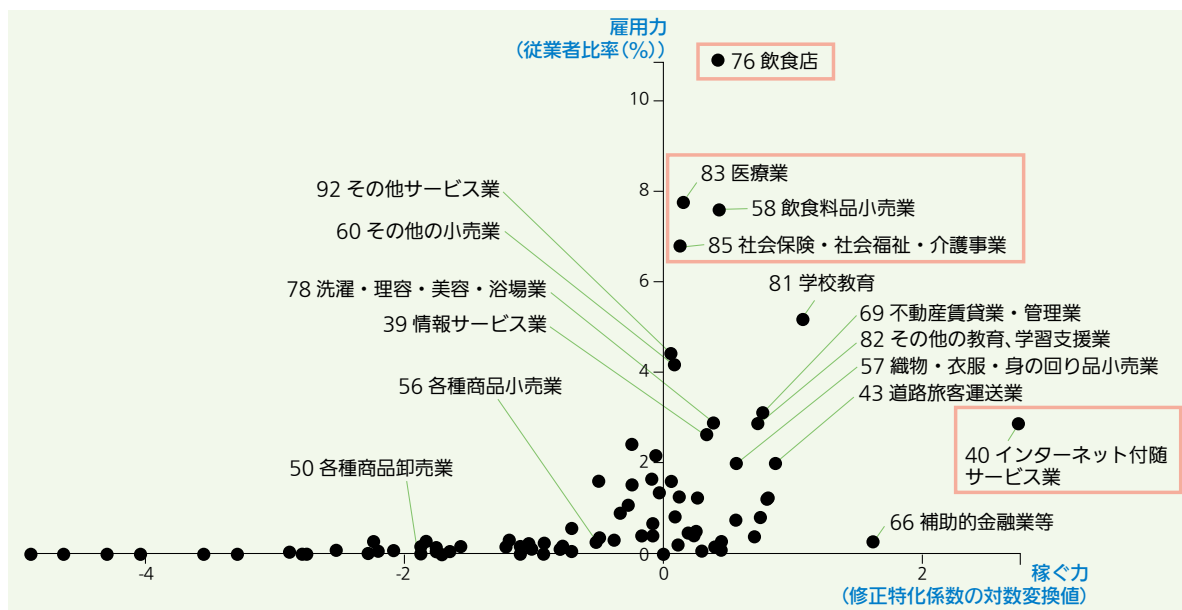 雇用力
(従業者比率(%))
76 飲食店
10
83 医療業
92 その他サービス業
8
58 飲食料品小売業
60 その他の小売業
85 社会保険・社会福祉・介護事業
6
81 学校教育
78 洗濯・理容・美容・浴場業
69 不動産賃貸業・管理業
39 情報サービス業
82 その他の教育、学習支援業
4
57 織物・衣服・身の回り品小売業
56 各種商品小売業
43 道路旅客運送業
2
50 各種商品卸売業
40 インターネット付随
サービス業
66 補助的金融業等
0
-4
-2
0
2
稼ぐ力
(修正特化係数の対数変換値)